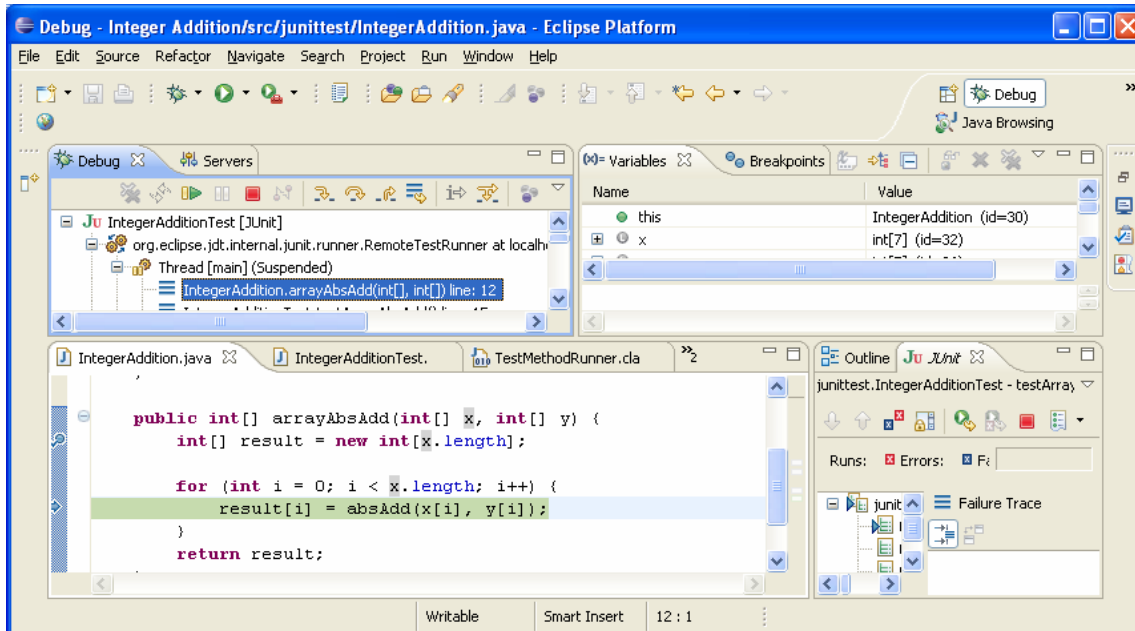 Debug - Integer Addition/src/junittest/IntegerAddition.java - Eclipse Platform
File Edit Source Refactor Navigate Search Project Run Window Help
Debug
Java Browsing
Debug Servers
IntegerAdditionTest [JUnit]
org.eclipse.jdt.internal.junit.runner.RemoteTestRunner at localh
Thread [main] (Suspended)
IntegerAddition.arrayAbsAdd(int[], int[]) line: 12
(x)= Variables Breakpoints
Name Value
this IntegerAddition (id=30)
x int[7] (id=32)
IntegerAddition.java IntegerAdditionTest. TestMethodRunner.cla »2
public int[] arrayAbsAdd(int[] x, int[] y) {
int[] result = new int[x.length];
for (int i = 0; i < x.length; i++) {
result[i] = absAdd(x[i], y[i]);
}
return result;
Outline JUnit
junittest.IntegerAdditionTest - testArray
Runs: Errors: Fa
junit Failure Trace
Writable Smart Insert 12 : 1